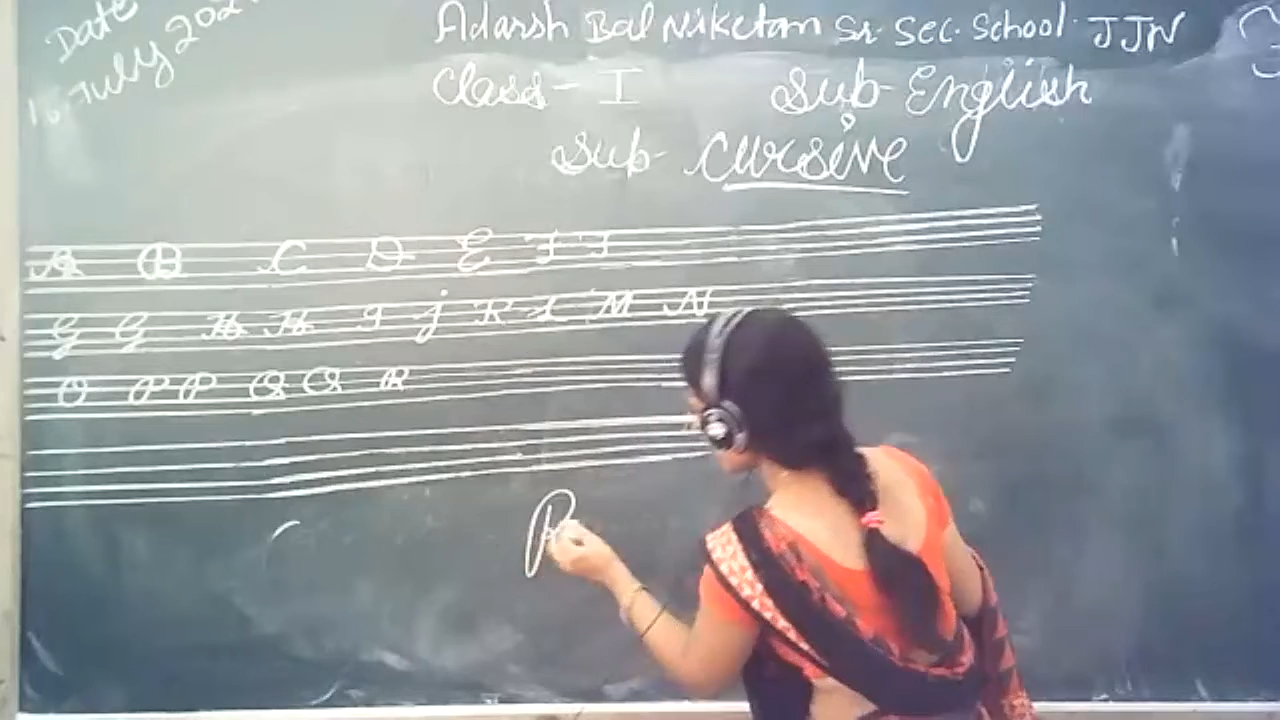 Date
16 July 202
Adarsh Bal Niketan Sr. Sec. School JJN
Class - I Sub- English
Sub- Cursive
A B C D E F F
G G H H I J K L M N
O P P Q Q R
R